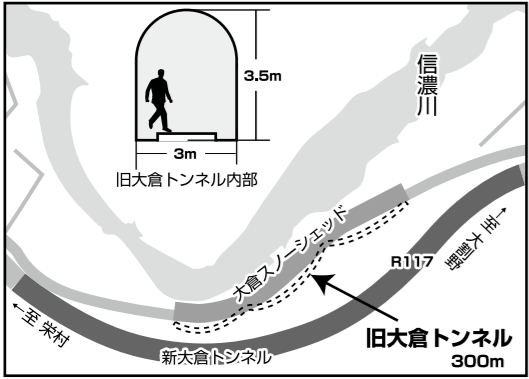 3.5m
3m
旧大倉トンネル内部
信濃川
大倉スノーシェッド
R117
←至 大割野
←至 栄村
新大倉トンネル
旧大倉トンネル
300m